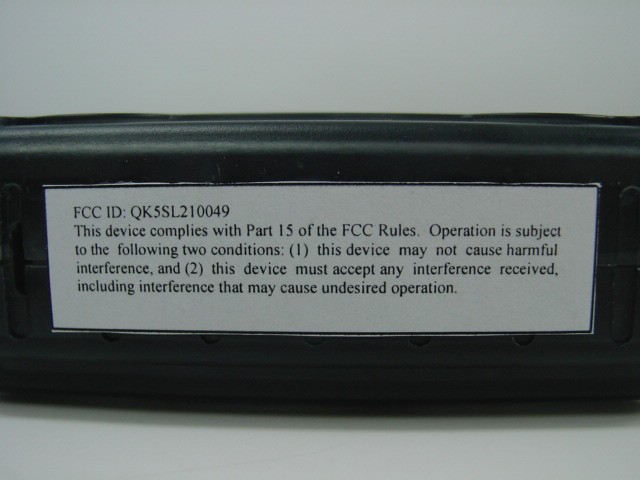 FCC ID: QK5SL210049
This device complies with Part 15 of the FCC Rules. Operation is subject
to the following two conditions: (1) this device may not cause harmful
interference, and (2) this device must accept any interference received,
including interference that may cause undesired operation.